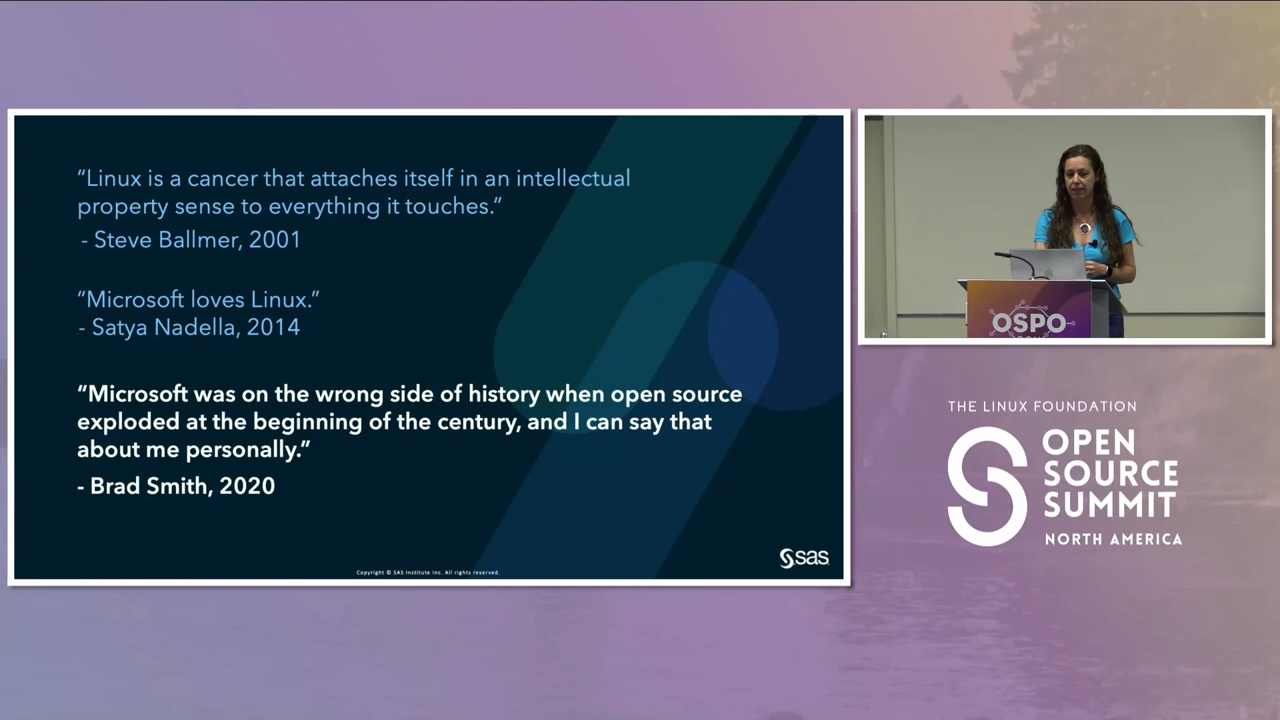 “Linux is a cancer that attaches itself in an intellectual
property sense to everything it touches.”
- Steve Ballmer, 2001
“Microsoft loves Linux.”
- Satya Nadella, 2014
“Microsoft was on the wrong side of history when open source
exploded at the beginning of the century, and I can say that
about me personally.”
- Brad Smith, 2020
sas
Copyright © SAS Institute Inc. All rights reserved.
OSPO
THE LINUX FOUNDATION
OPEN
SOURCE
SUMMIT
NORTH AMERICA